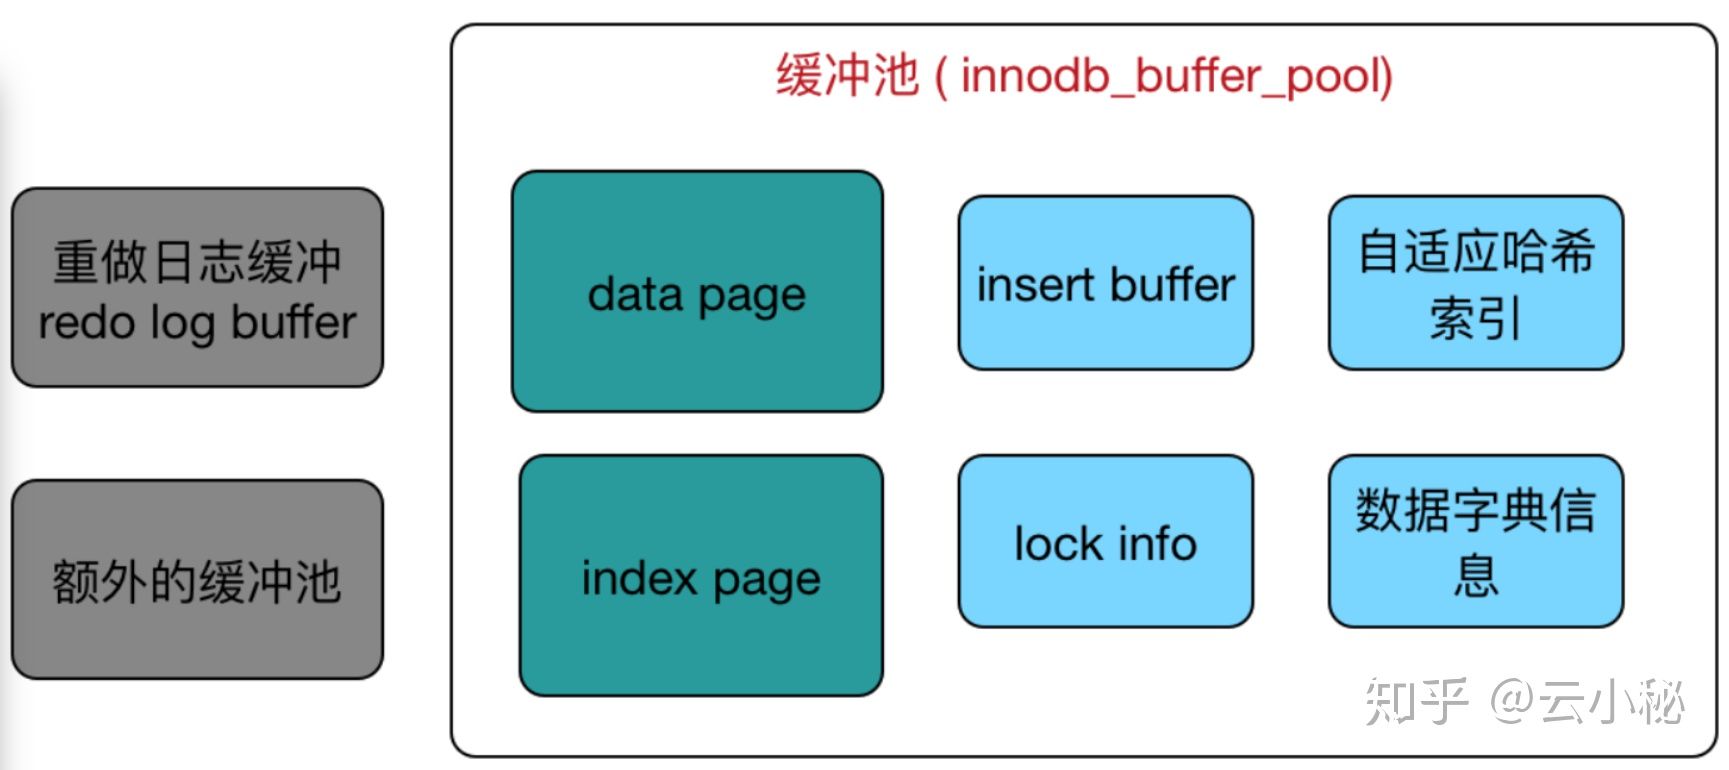 缓冲池 ( innodb_buffer_pool)
重做日志缓冲
redo log buffer
data page
insert buffer
自适应哈希
索引
额外的缓冲池
index page
lock info
数据字典信
息
知乎 @云小秘